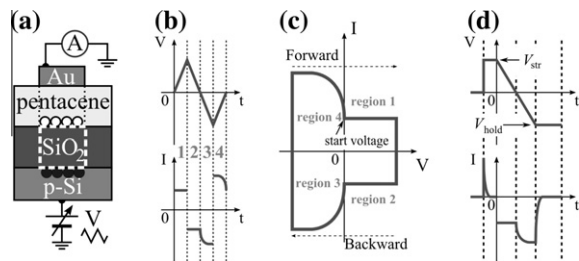 (a)
A
Au
pentacene
SiO2
p-Si
V
(b)
V
0
t
I
1 2 3 4
0
t
(c)
I
Forward
region 1
region 4
start voltage
0
V
region 3
region 2
Backward
(d)
V
Vstr
0
t
Vhold
I
0
t